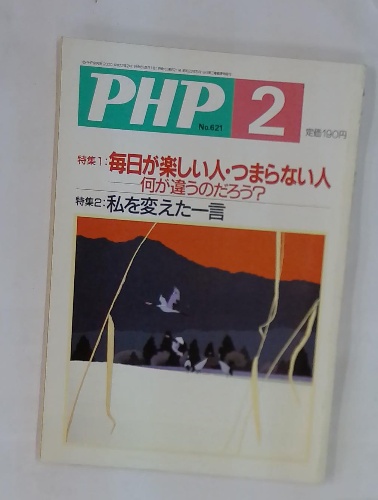 PHP
No.621
2
定価190円
特集1:毎日が楽しい人・つまらない人
――何が違うのだろう?
特集2:私を変えた一言